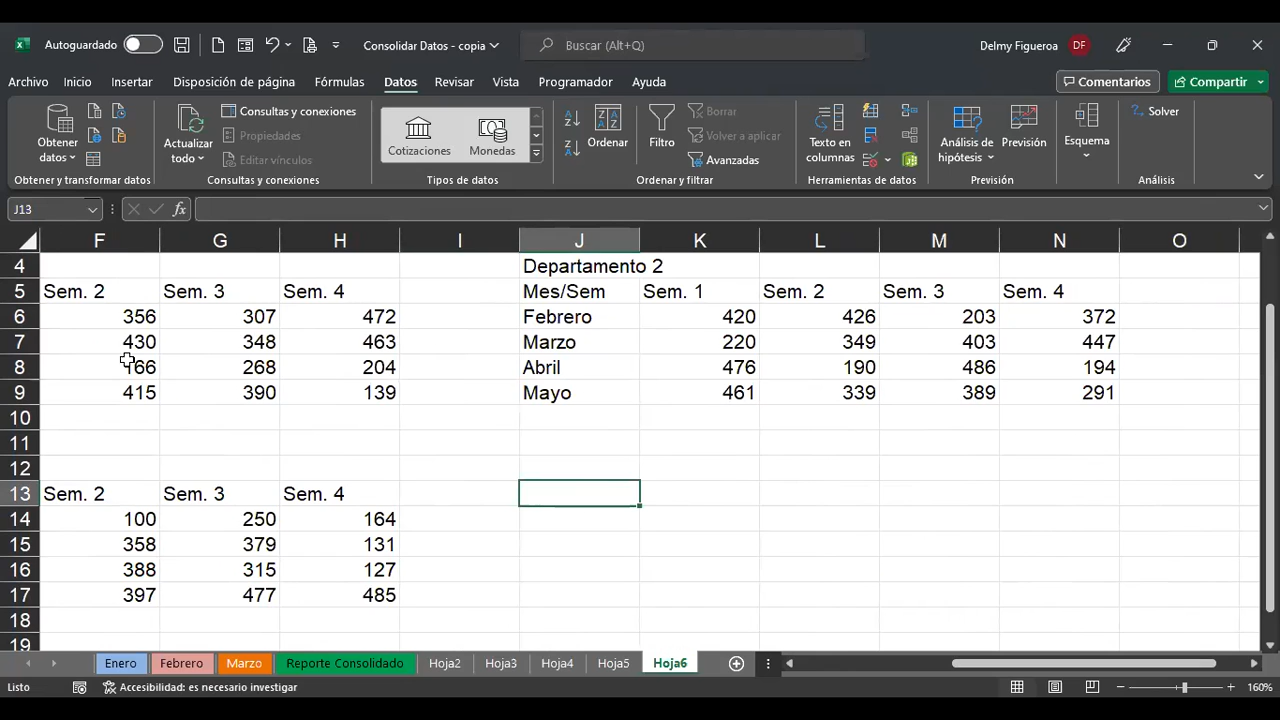 Autoguardado Consolidar Datos - copia Buscar (Alt+Q) Delmy Figueroa DF
Archivo Inicio Insertar Disposición de página Fórmulas Datos Revisar Vista Programador Ayuda Comentarios Compartir
Obtener datos
Obtener y transformar datos
Actualizar todo
Consultas y conexiones
Propiedades
Editar vínculos
Consultas y conexiones
Cotizaciones Monedas
Tipos de datos
Ordenar
Filtro
Borrar
Volver a aplicar
Avanzadas
Ordenar y filtrar
Texto en columnas
Herramientas de datos
Análisis de hipótesis
Previsión
Previsión
Esquema
Solver
Análisis
J13 fx
F G H I J K L M N O
4 Departamento 2
5 Sem. 2 Sem. 3 Sem. 4 Mes/Sem Sem. 1 Sem. 2 Sem. 3 Sem. 4
6 356 307 472 Febrero 420 426 203 372
7 430 348 463 Marzo 220 349 403 447
8 166 268 204 Abril 476 190 486 194
9 415 390 139 Mayo 461 339 389 291
10
11
12
13 Sem. 2 Sem. 3 Sem. 4
14 100 250 164
15 358 379 131
16 388 315 127
17 397 477 485
18
19
Enero Febrero Marzo Reporte Consolidado Hoja2 Hoja3 Hoja4 Hoja5 Hoja6
Listo Accesibilidad: es necesario investigar 160%